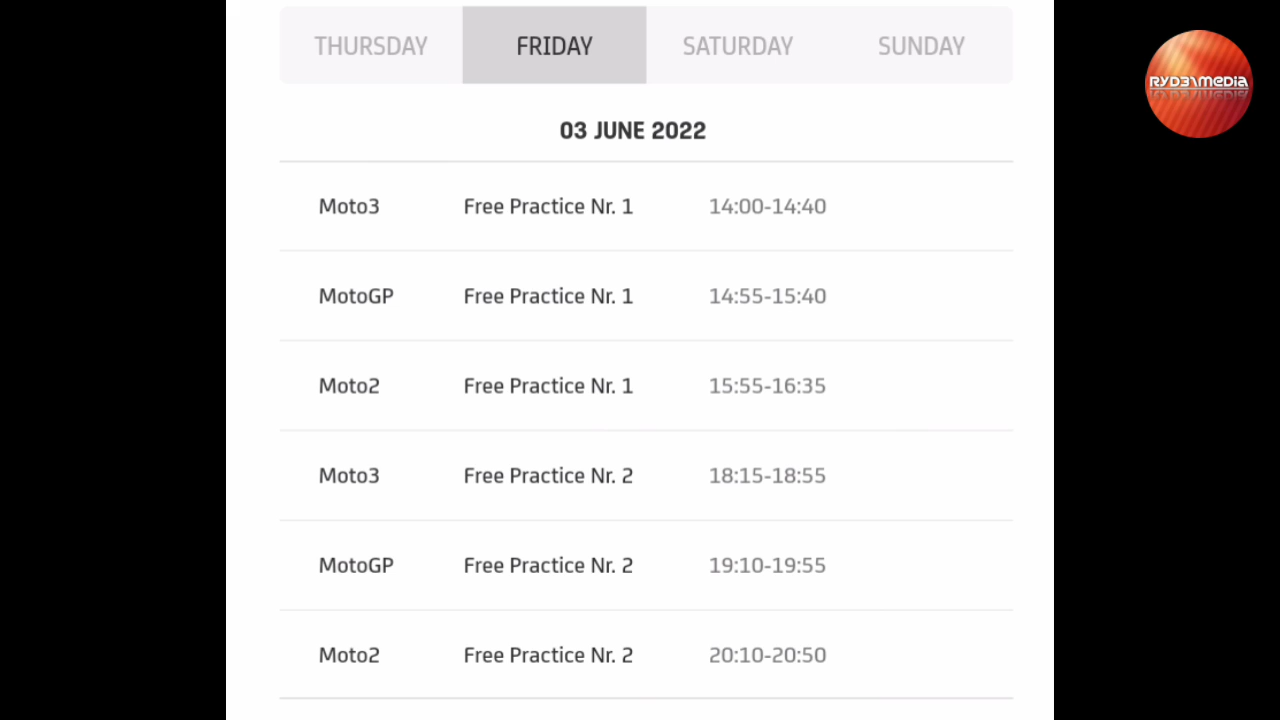 THURSDAY FRIDAY SATURDAY SUNDAY
RYD3\MEDIA
03 JUNE 2022
Moto3 Free Practice Nr. 1 14:00-14:40
MotoGP Free Practice Nr. 1 14:55-15:40
Moto2 Free Practice Nr. 1 15:55-16:35
Moto3 Free Practice Nr. 2 18:15-18:55
MotoGP Free Practice Nr. 2 19:10-19:55
Moto2 Free Practice Nr. 2 20:10-20:50